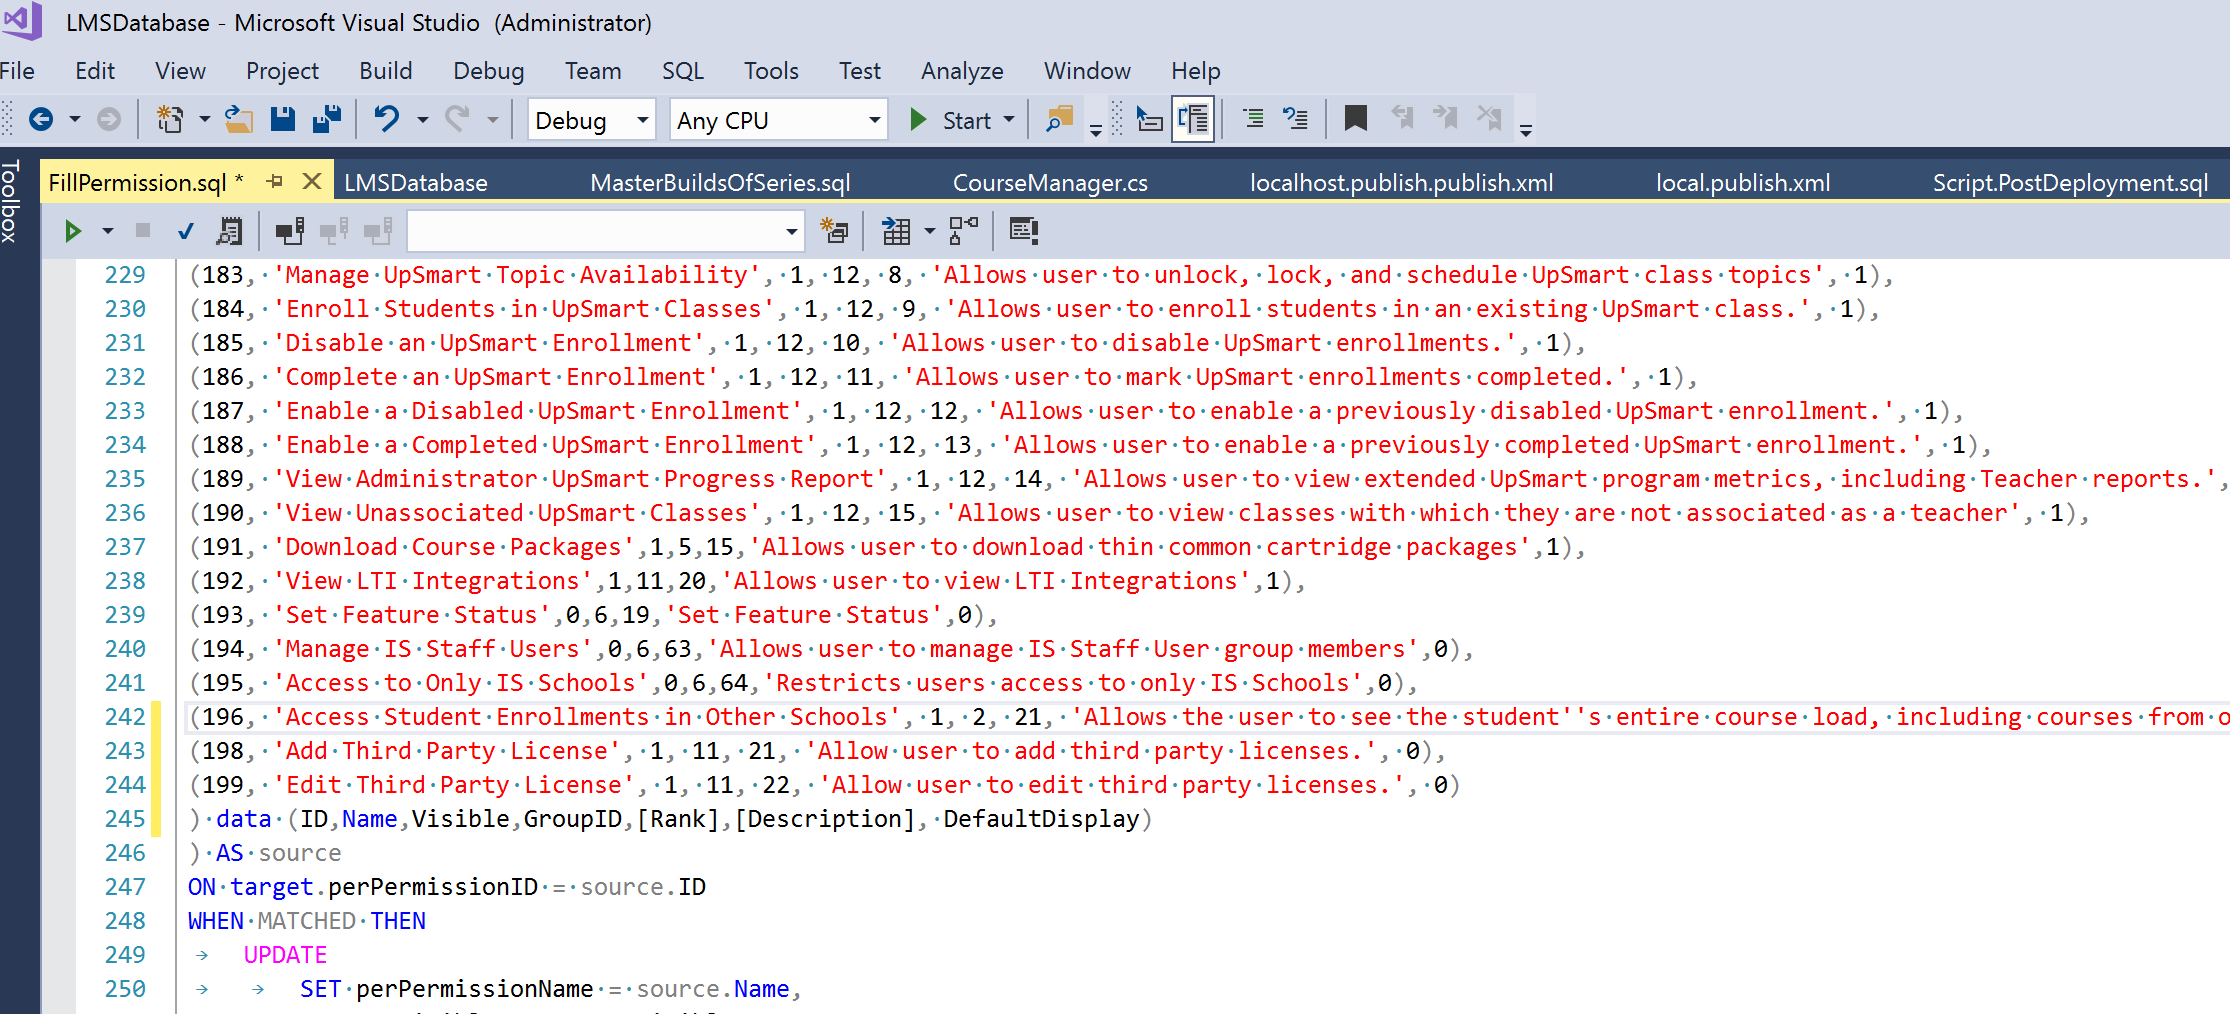 LMSDatabase - Microsoft Visual Studio (Administrator)
File Edit View Project Build Debug Team SQL Tools Test Analyze Window Help
Debug Any CPU Start
Toolbox
FillPermission.sql * LMSDatabase MasterBuildsOfSeries.sql CourseManager.cs localhost.publish.publish.xml local.publish.xml Script.PostDeployment.sql
229 (183, 'Manage UpSmart Topic Availability', 1, 12, 8, 'Allows user to unlock, lock, and schedule UpSmart class topics', 1),
230 (184, 'Enroll Students in UpSmart Classes', 1, 12, 9, 'Allows user to enroll students in an existing UpSmart class.', 1),
231 (185, 'Disable an UpSmart Enrollment', 1, 12, 10, 'Allows user to disable UpSmart enrollments.', 1),
232 (186, 'Complete an UpSmart Enrollment', 1, 12, 11, 'Allows user to mark UpSmart enrollments completed.', 1),
233 (187, 'Enable a Disabled UpSmart Enrollment', 1, 12, 12, 'Allows user to enable a previously disabled UpSmart enrollment.', 1),
234 (188, 'Enable a Completed UpSmart Enrollment', 1, 12, 13, 'Allows user to enable a previously completed UpSmart enrollment.', 1),
235 (189, 'View Administrator UpSmart Progress Report', 1, 12, 14, 'Allows user to view extended UpSmart program metrics, including Teacher reports.',
236 (190, 'View Unassociated UpSmart Classes', 1, 12, 15, 'Allows user to view classes with which they are not associated as a teacher', 1),
237 (191, 'Download Course Packages',1,5,15,'Allows user to download thin common cartridge packages',1),
238 (192, 'View LTI Integrations',1,11,20,'Allows user to view LTI Integrations',1),
239 (193, 'Set Feature Status',0,6,19,'Set Feature Status',0),
240 (194, 'Manage IS Staff Users',0,6,63,'Allows user to manage IS Staff User group members',0),
241 (195, 'Access to Only IS Schools',0,6,64,'Restricts users access to only IS Schools',0),
242 (196, 'Access Student Enrollments in Other Schools', 1, 2, 21, 'Allows the user to see the student''s entire course load, including courses from
243 (198, 'Add Third Party License', 1, 11, 21, 'Allow user to add third party licenses.', 0),
244 (199, 'Edit Third Party License', 1, 11, 22, 'Allow user to edit third party licenses.', 0)
245 ) data (ID,Name,Visible,GroupID,[Rank],[Description], DefaultDisplay)
246 ) AS source
247 ON target.perPermissionID = source.ID
248 WHEN MATCHED THEN
249 UPDATE
250 SET perPermissionName = source.Name,